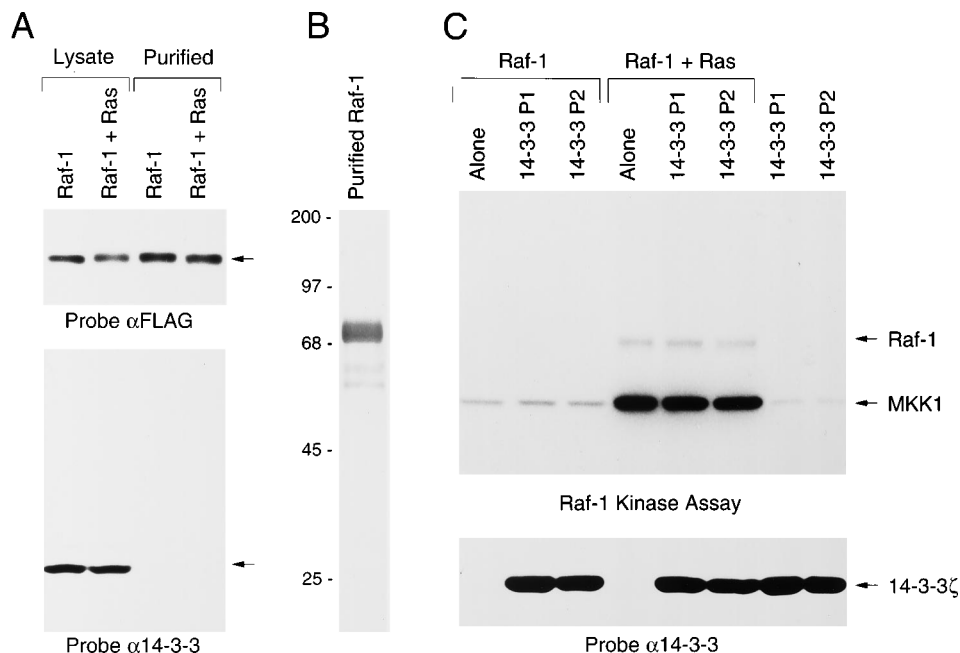 A
Lysate Purified
Raf-1
Raf-1 + Ras
Raf-1
Raf-1 + Ras
Probe αFLAG
Probe α14-3-3
B
Purified Raf-1
200 -
97 -
68 -
45 -
25 -
C
Raf-1 Raf-1 + Ras
Alone
14-3-3 P1
14-3-3 P2
Alone
14-3-3 P1
14-3-3 P2
14-3-3 P1
14-3-3 P2
Raf-1
MKK1
Raf-1 Kinase Assay
14-3-3ζ
Probe α14-3-3